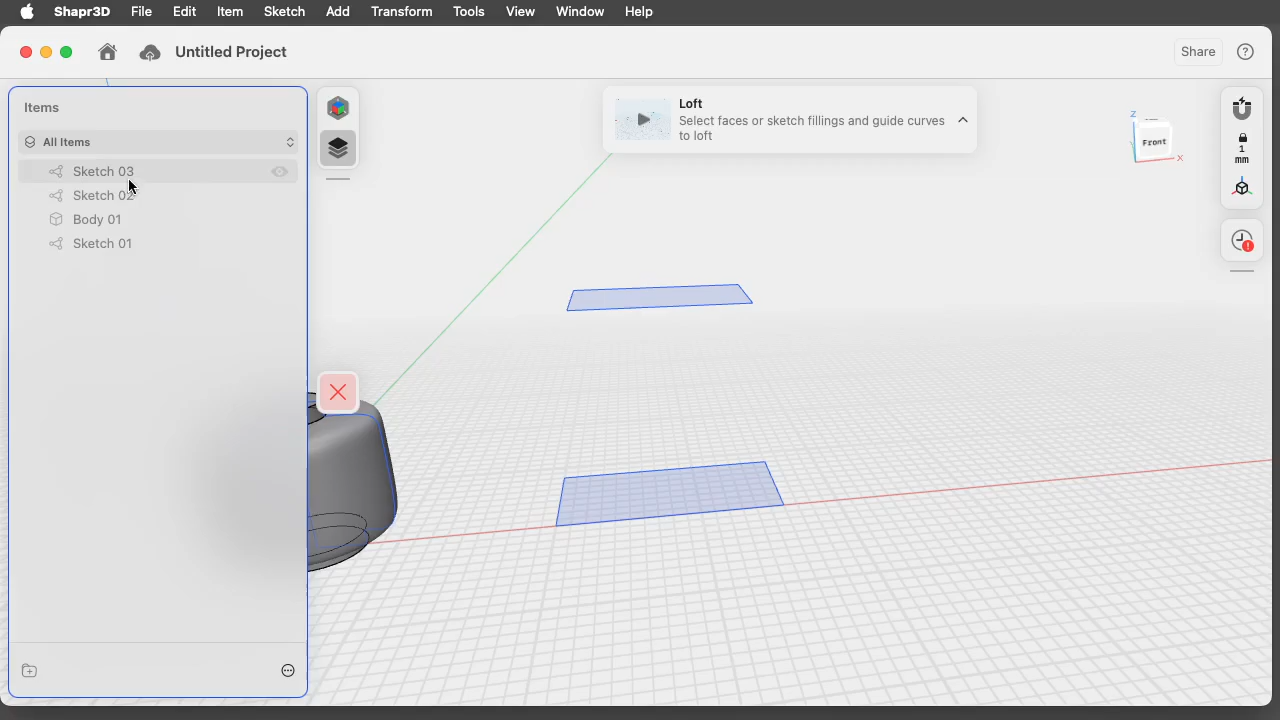 Shapr3D File Edit Item Sketch Add Transform Tools View Window Help
Untitled Project
Share
?
Items
All Items
Sketch 03
Sketch 02
Body 01
Sketch 01
Loft
Select faces or sketch fillings and guide curves
to loft
Z
Front
X
1
mm
!